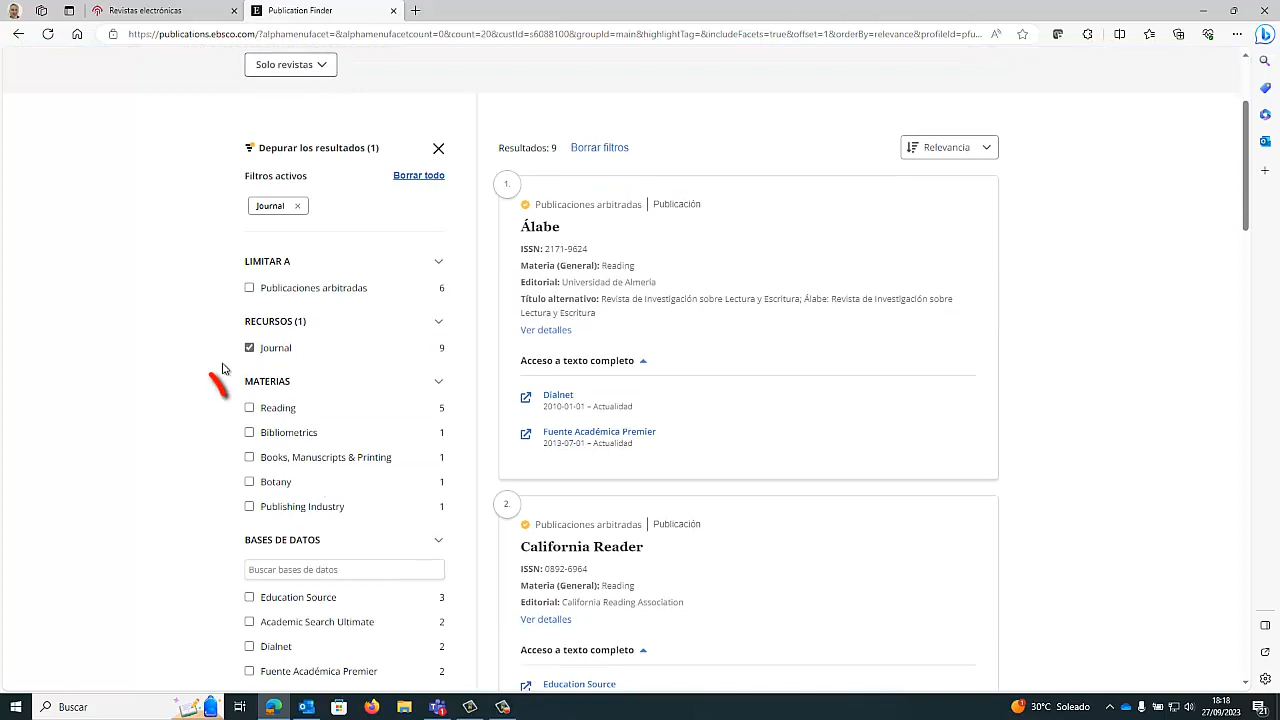 Revistas electrónicas
Publication Finder
https://publications.ebsco.com/?alphamenufacet=&alphamenufacetcount=0&count=20&custId=s6088100&groupId=main&highlightTag=&includeFacets=true&offset=1&orderBy=relevance&profileId=pfu...
Solo revistas
Depurar los resultados (1)
Filtros activos
Borrar todo
Journal ×
LIMITAR A
Publicaciones arbitradas 6
RECURSOS (1)
Journal 9
MATERIAS
Reading 5
Bibliometrics 1
Books, Manuscripts & Printing 1
Botany 1
Publishing Industry 1
BASES DE DATOS
Buscar bases de datos
Education Source 3
Academic Search Ultimate 2
Dialnet 2
Fuente Académica Premier 2
Resultados: 9 Borrar filtros
Relevancia
1.
Publicaciones arbitradas | Publicación
Álabe
ISSN: 2171-9624
Materia (General): Reading
Editorial: Universidad de Almería
Título alternativo: Revista de Investigación sobre Lectura y Escritura; Álabe: Revista de Investigación sobre
Lectura y Escritura
Ver detalles
Acceso a texto completo
Dialnet
2010-01-01 – Actualidad
Fuente Académica Premier
2013-07-01 – Actualidad
2.
Publicaciones arbitradas | Publicación
California Reader
ISSN: 0892-6964
Materia (General): Reading
Editorial: California Reading Association
Ver detalles
Acceso a texto completo
Education Source
Buscar
30°C Soleado
18:18
27/09/2023